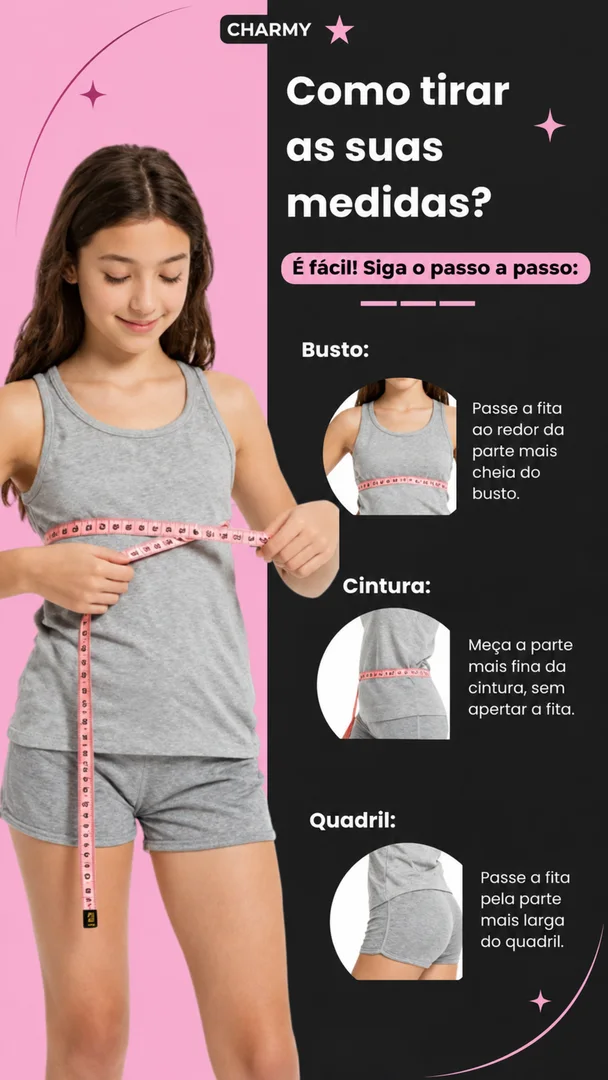 CHARMY
Como tirar
as suas
medidas?
É fácil! Siga o passo a passo:
Busto:
Passe a fita
ao redor da
parte mais
cheia do
busto.
Cintura:
Meça a parte
mais fina da
cintura, sem
apertar a fita.
Quadril:
Passe a fita
pela parte
mais larga
do quadril.